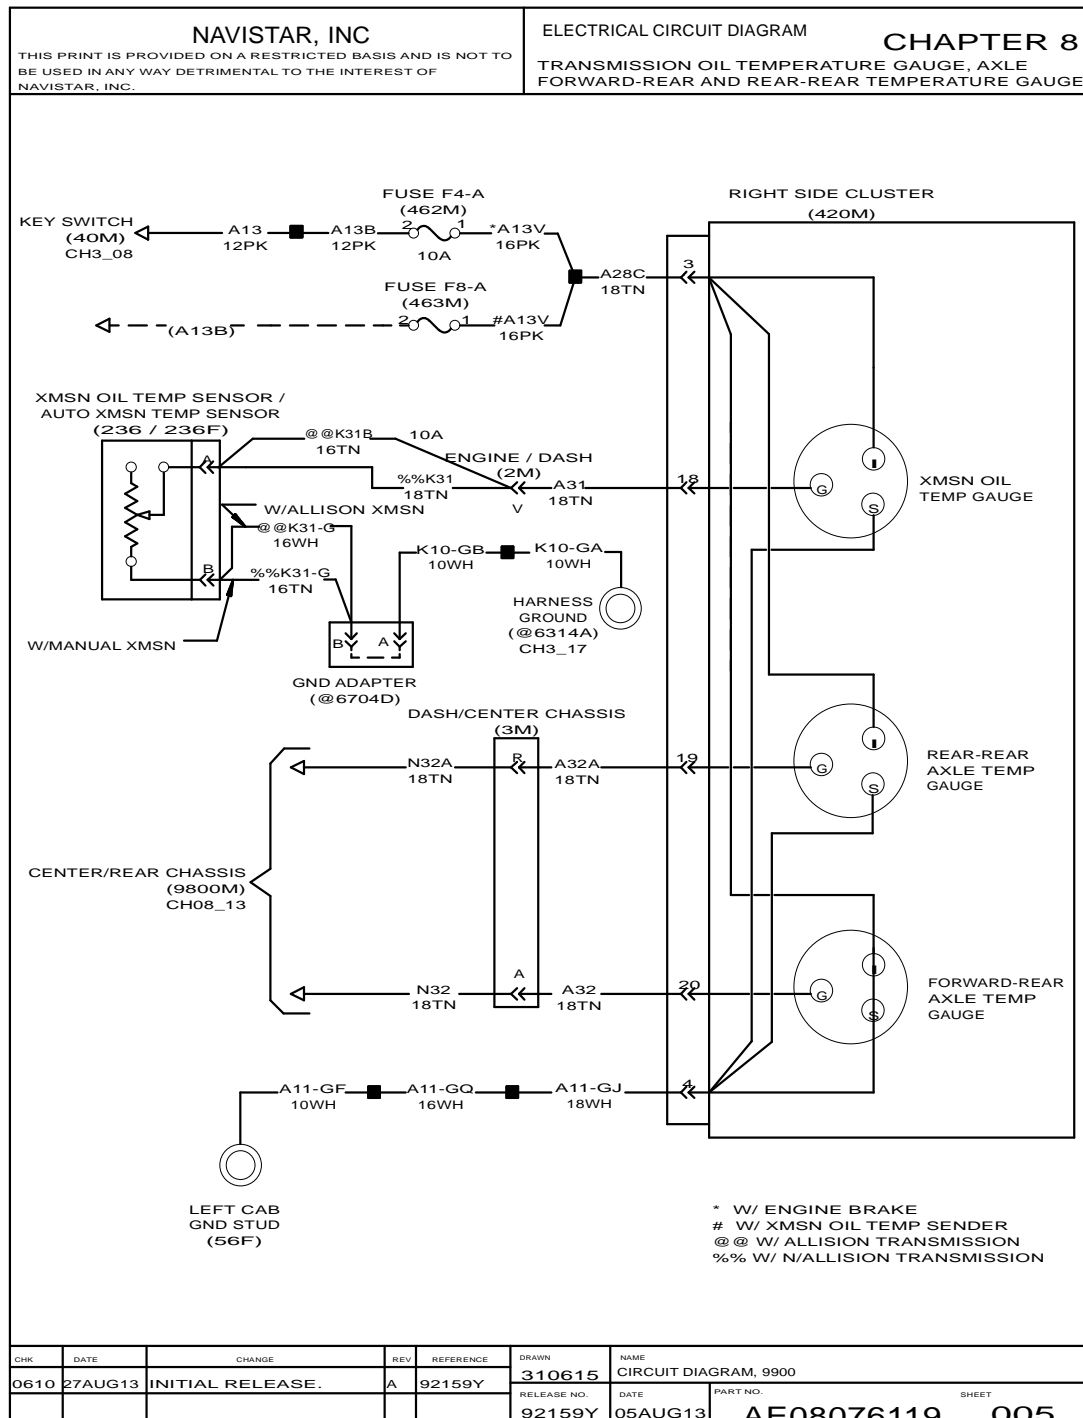 NAVISTAR, INC
THIS PRINT IS PROVIDED ON A RESTRICTED BASIS AND IS NOT TO
BE USED IN ANY WAY DETRIMENTAL TO THE INTEREST OF
NAVISTAR, INC.
ELECTRICAL CIRCUIT DIAGRAM
CHAPTER 8
TRANSMISSION OIL TEMPERATURE GAUGE, AXLE
FORWARD-REAR AND REAR-REAR TEMPERATURE GAUGE
FUSE F4-A
(462M)
RIGHT SIDE CLUSTER
(420M)
KEY SWITCH
(40M)
CH3_08
A13
12PK
A13B
12PK
2
1
10A
*A13V
16PK
3
A28C
18TN
FUSE F8-A
(463M)
(A13B)
2
1
#A13V
16PK
XMSN OIL TEMP SENSOR /
AUTO XMSN TEMP SENSOR
(236 / 236F)
@@K31B
16TN
10A
ENGINE / DASH
(2M)
A
%%K31
18TN
V
A31
18TN
18
G
I
S
XMSN OIL
TEMP GAUGE
W/ALLISON XMSN
@@K31-G
16WH
B
%%K31-G
16TN
K10-GB
10WH
K10-GA
10WH
HARNESS
GROUND
(@6314A)
CH3_17
W/MANUAL XMSN
B
A
GND ADAPTER
(@6704D)
DASH/CENTER CHASSIS
(3M)
N32A
18TN
R
A32A
18TN
19
G
I
S
REAR-REAR
AXLE TEMP
GAUGE
CENTER/REAR CHASSIS
(9800M)
CH08_13
N32
18TN
A
A32
18TN
20
G
I
S
FORWARD-REAR
AXLE TEMP
GAUGE
A11-GF
10WH
A11-GQ
16WH
A11-GJ
18WH
4
LEFT CAB
GND STUD
(56F)
* W/ ENGINE BRAKE
# W/ XMSN OIL TEMP SENDER
@@ W/ ALLISION TRANSMISSION
%% W/ N/ALLISION TRANSMISSION
CHK DATE CHANGE REV REFERENCE
0610 27AUG13 INITIAL RELEASE. A 92159Y
DRAWN
310615
NAME
CIRCUIT DIAGRAM, 9900
RELEASE NO.
92159Y
DATE
05AUG13
PART NO.
AE08076119
SHEET
005